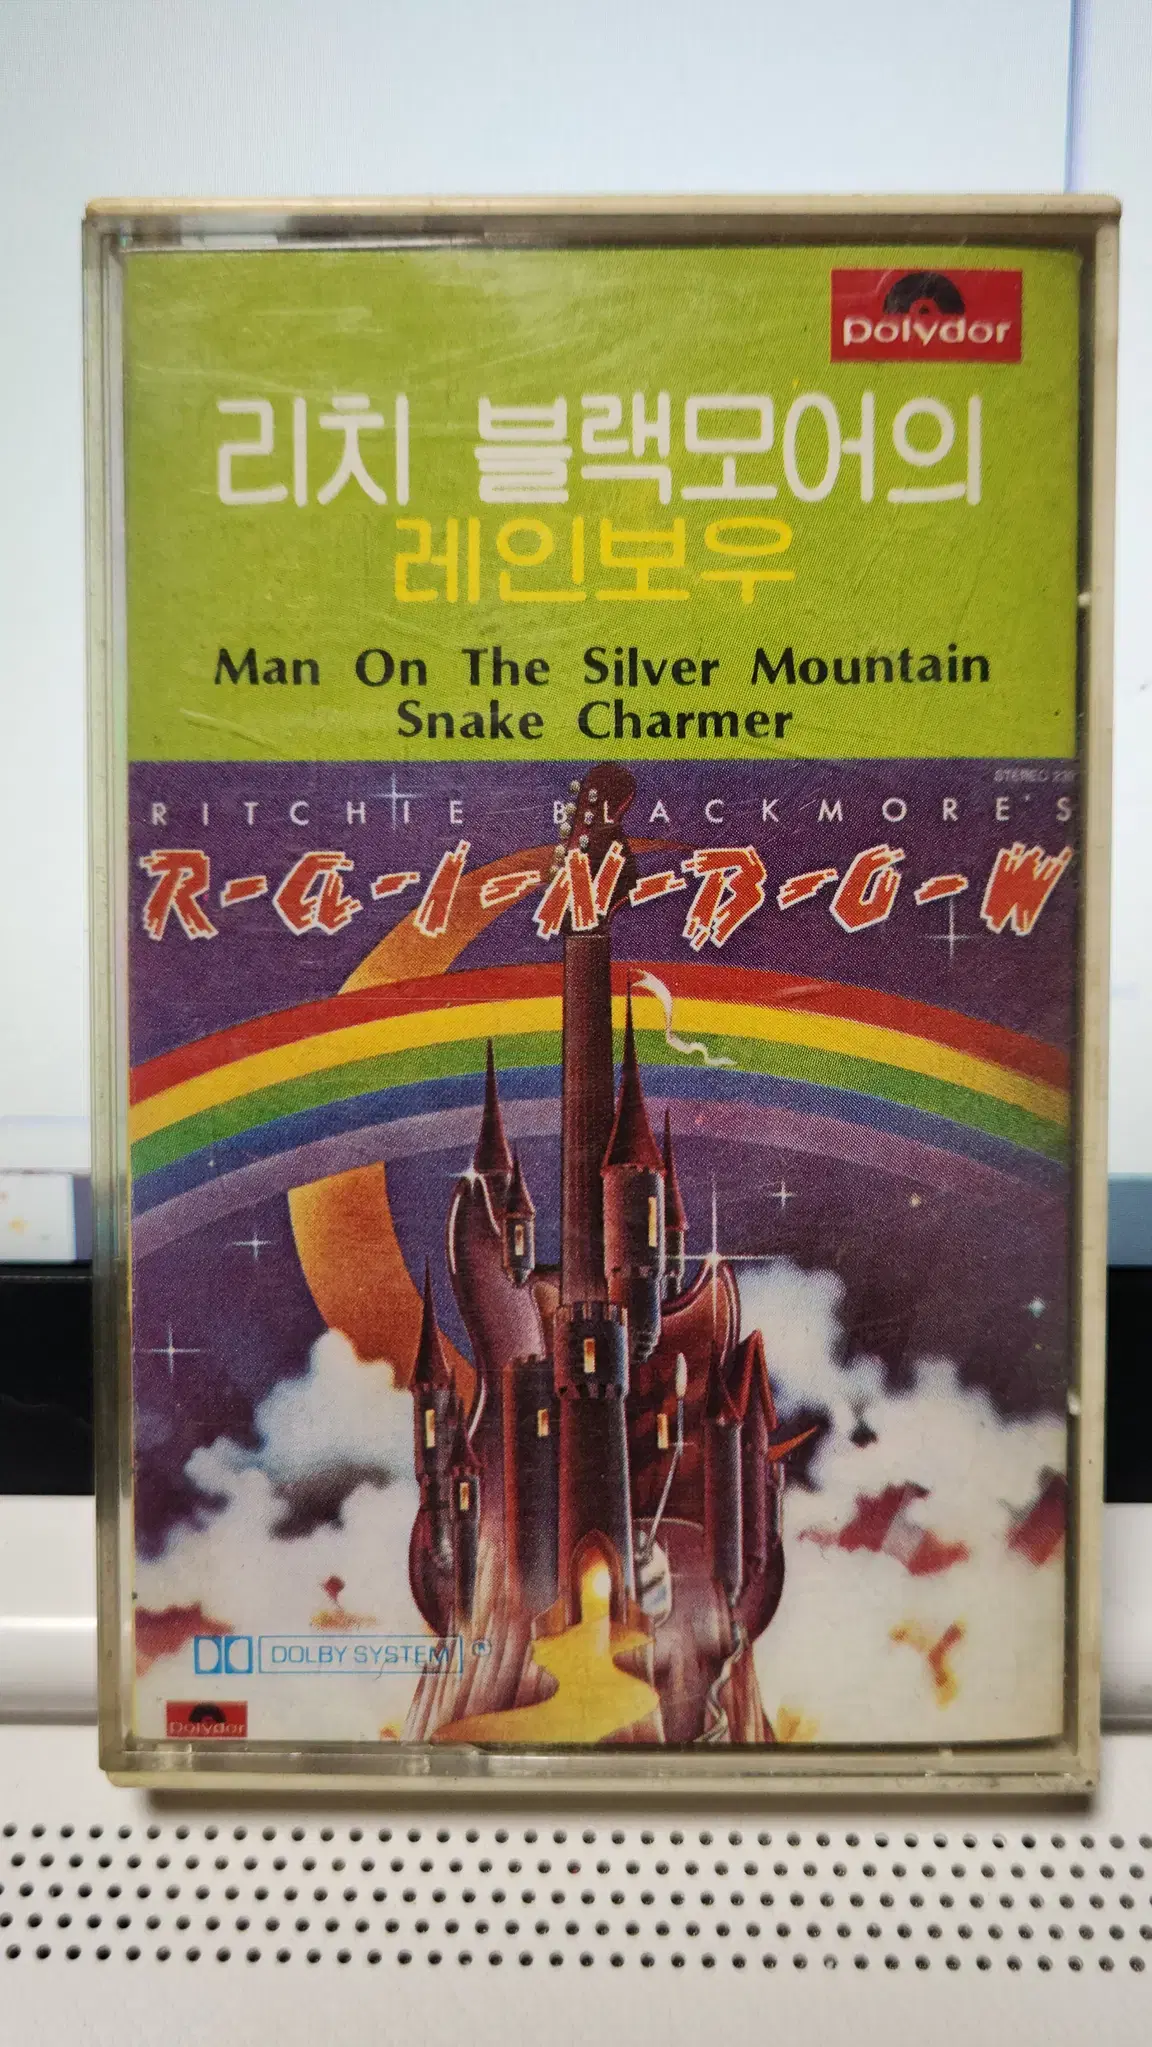 polydor
리치 블랙모어의
레인보우
Man On The Silver Mountain
Snake Charmer
STEREO
RITCHIE BLACKMORE'S
R-A-I-N-B-O-W
DOLBY SYSTEM ®
polydor